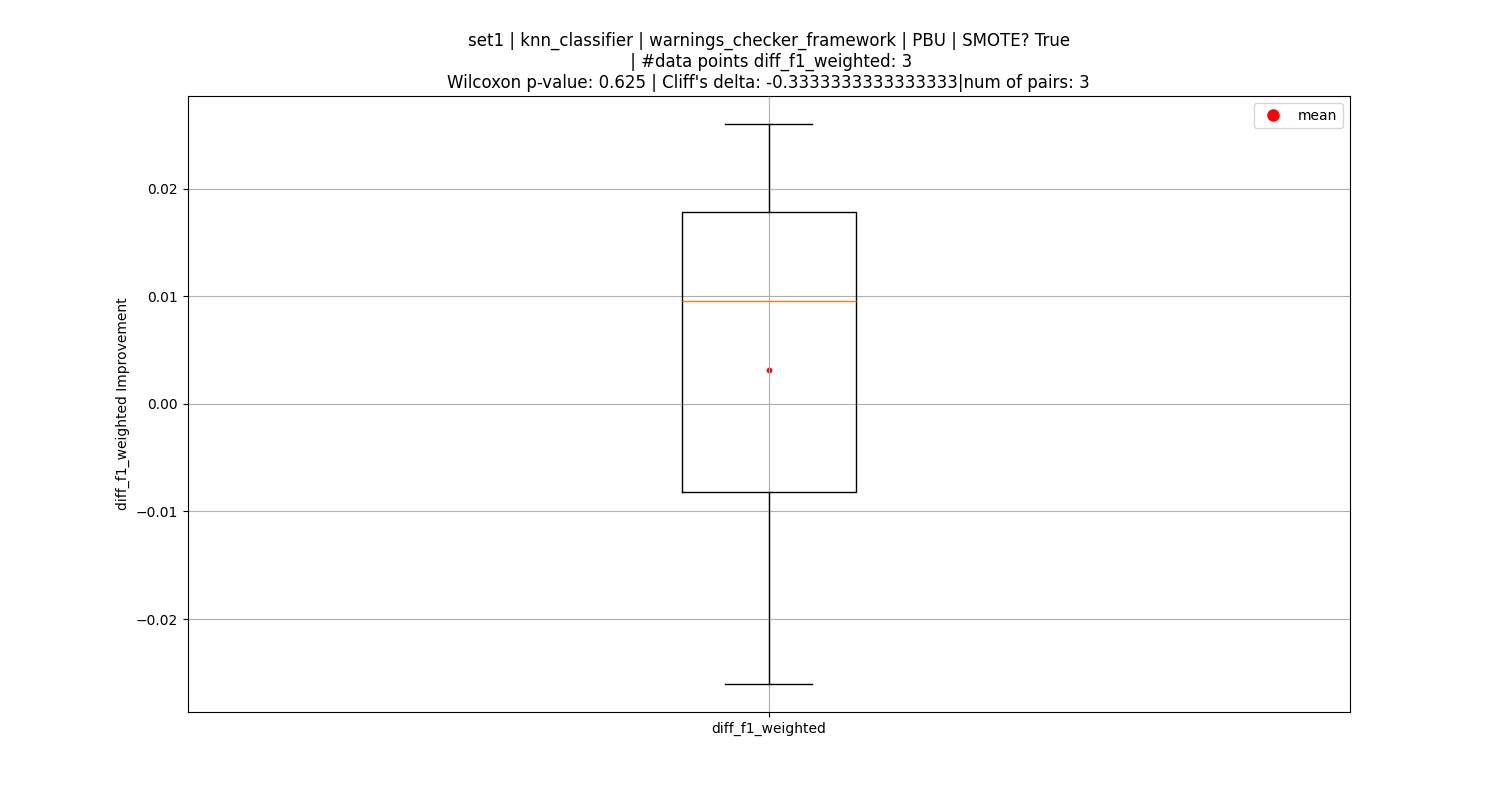 set1 | knn_classifier | warnings_checker_framework | PBU | SMOTE? True
| #data points diff_f1_weighted: 3
Wilcoxon p-value: 0.625 | Cliff's delta: -0.3333333333333333|num of pairs: 3
mean
0.02
0.01
0.00
−0.01
−0.02
diff_f1_weighted Improvement
diff_f1_weighted